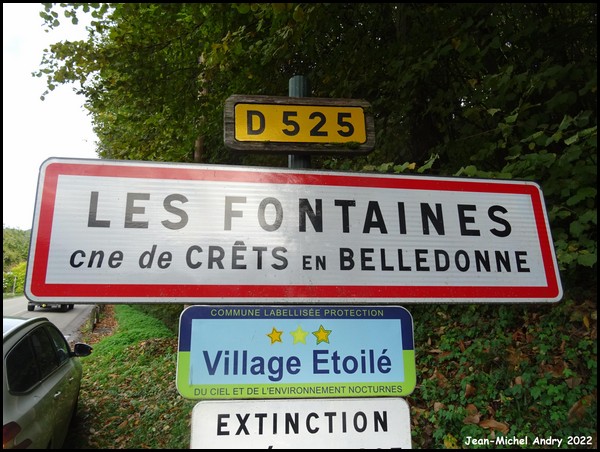 D 525
LES FONTAINES
cne de CRÊTS EN BELLEDONNE
COMMUNE LABELLISÉE PROTECTION
Village Etoilé
DU CIEL ET DE L'ENVIRONNEMENT NOCTURNES
EXTINCTION
Jean-Michel Andry 2022